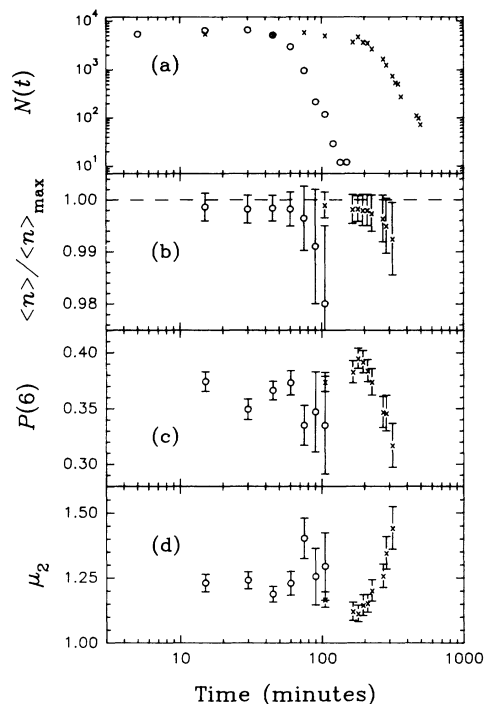 10⁴
10³
10²
10¹
N(t)
(a)
1.00
0.99
0.98
<n>/<n>max
(b)
0.40
0.35
0.30
P(6)
(c)
1.50
1.25
1.00
μ₂
(d)
10
100
1000
Time (minutes)